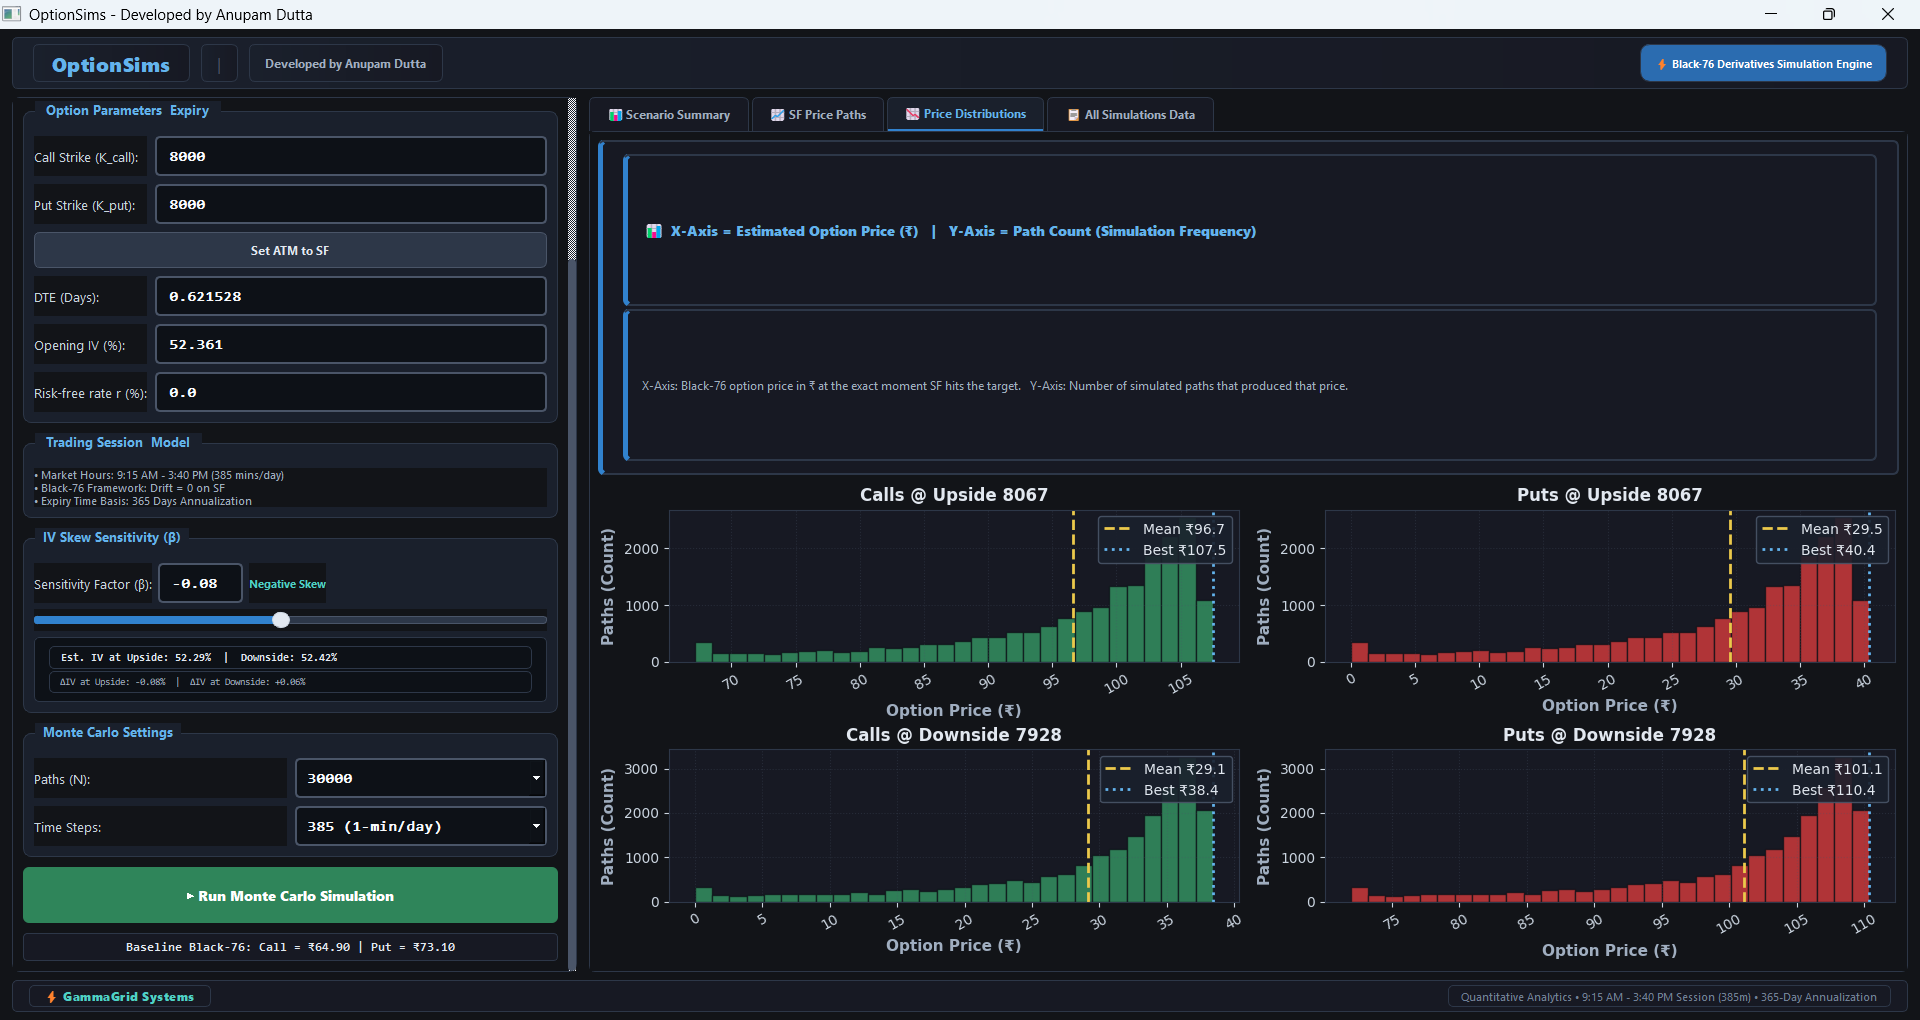 OptionSims - Developed by Anupam Dutta
OptionSims
|
Developed by Anupam Dutta
Black-76 Derivatives Simulation Engine
Option Parameters Expiry
Call Strike (K_call):
8000
Put Strike (K_put):
8000
Set ATM to SF
DTE (Days):
0.621528
Opening IV (%):
52.361
Risk-free rate r (%):
0.0
Trading Session Model
• Market Hours: 9:15 AM - 3:40 PM (385 mins/day)
• Black-76 Framework: Drift = 0 on SF
• Expiry Time Basis: 365 Days Annualization
IV Skew Sensitivity (β)
Sensitivity Factor (β):
-0.08
Negative Skew
Est. IV at Upside: 52.29% | Downside: 52.42%
ΔIV at Upside: -0.08% | ΔIV at Downside: +0.06%
Monte Carlo Settings
Paths (N):
30000
Time Steps:
385 (1-min/day)
Run Monte Carlo Simulation
Baseline Black-76: Call = ₹64.90 | Put = ₹73.10
Scenario Summary
SF Price Paths
Price Distributions
All Simulations Data
X-Axis = Estimated Option Price (₹) | Y-Axis = Path Count (Simulation Frequency)
X-Axis: Black-76 option price in ₹ at the exact moment SF hits the target. Y-Axis: Number of simulated paths that produced that price.
Calls @ Upside 8067
Mean ₹96.7
Best ₹107.5
Paths (Count)
2000
1000
0
70 75 80 85 90 95 100 105
Option Price (₹)
Puts @ Upside 8067
Mean ₹29.5
Best ₹40.4
Paths (Count)
2000
1000
0
0 5 10 15 20 25 30 35 40
Option Price (₹)
Calls @ Downside 7928
Mean ₹29.1
Best ₹38.4
Paths (Count)
3000
2000
1000
0
0 5 10 15 20 25 30 35 40
Option Price (₹)
Puts @ Downside 7928
Mean ₹101.1
Best ₹110.4
Paths (Count)
3000
2000
1000
0
75 80 85 90 95 100 105 110
Option Price (₹)
GammaGrid Systems
Quantitative Analytics • 9:15 AM - 3:40 PM Session (385m) • 365-Day Annualization